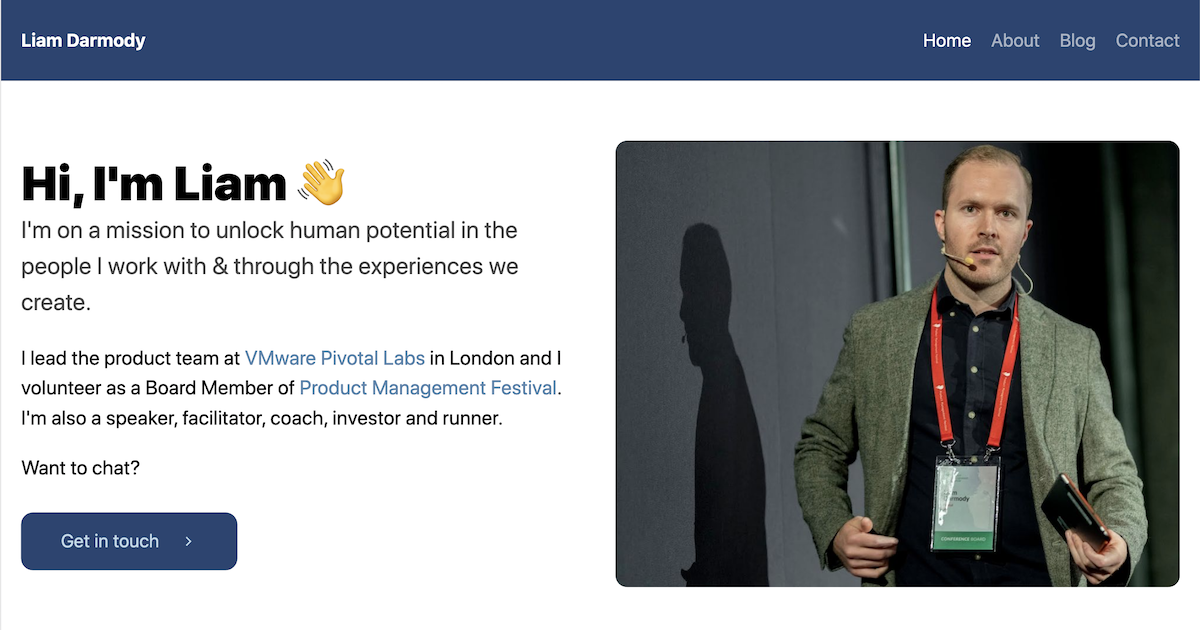 Liam Darmody
Home About Blog Contact
Hi, I'm Liam 👋
I'm on a mission to unlock human potential in the
people I work with & through the experiences we
create.
I lead the product team at VMware Pivotal Labs in London and I
volunteer as a Board Member of Product Management Festival.
I'm also a speaker, facilitator, coach, investor and runner.
Want to chat?
Get in touch >
CONFERENCE BOARD